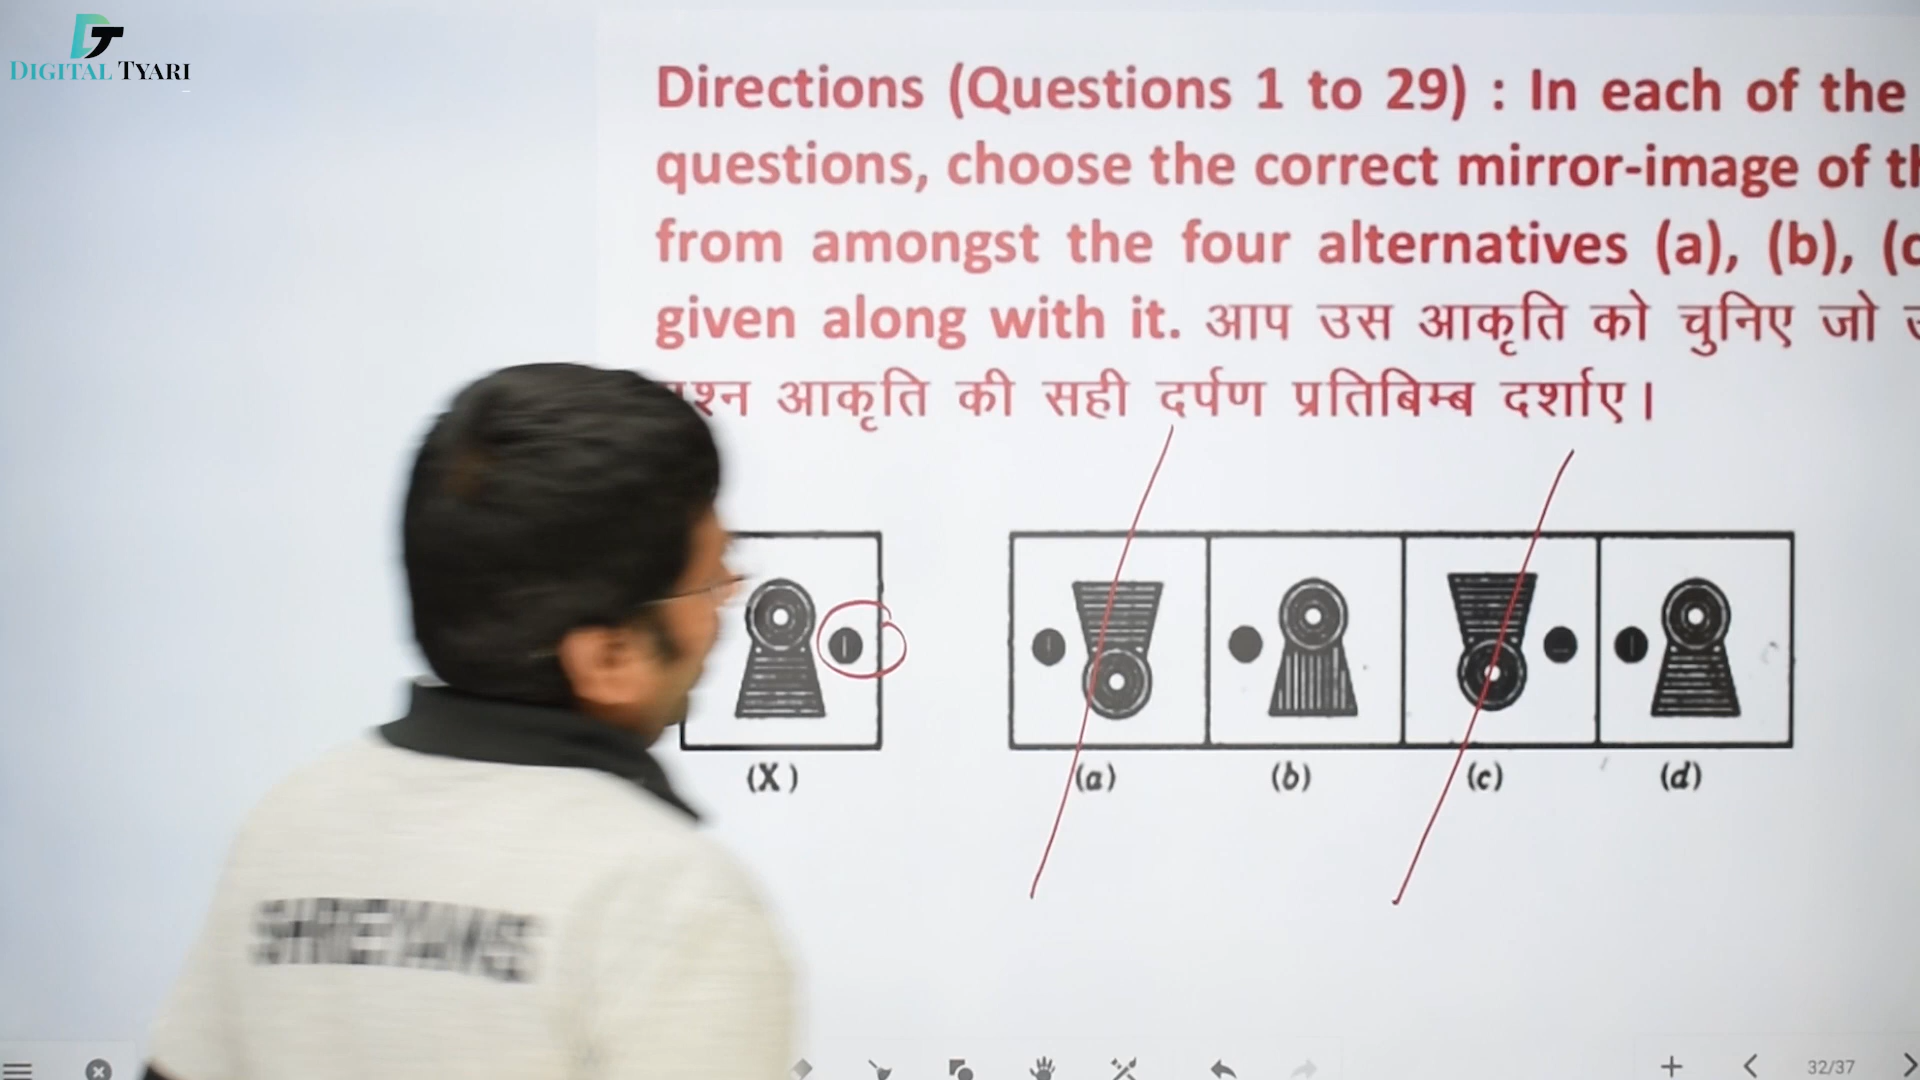 DT
DIGITAL TYARI
Directions (Questions 1 to 29) : In each of the
questions, choose the correct mirror-image of
from amongst the four alternatives (a), (b), (c
given along with it. आप उस आकृति को चुनिए जो
आकृति की सही दर्पण प्रतिबिम्ब दर्शाए।
(X) (a) (b) (c) (d)
SHREYANS
32/37